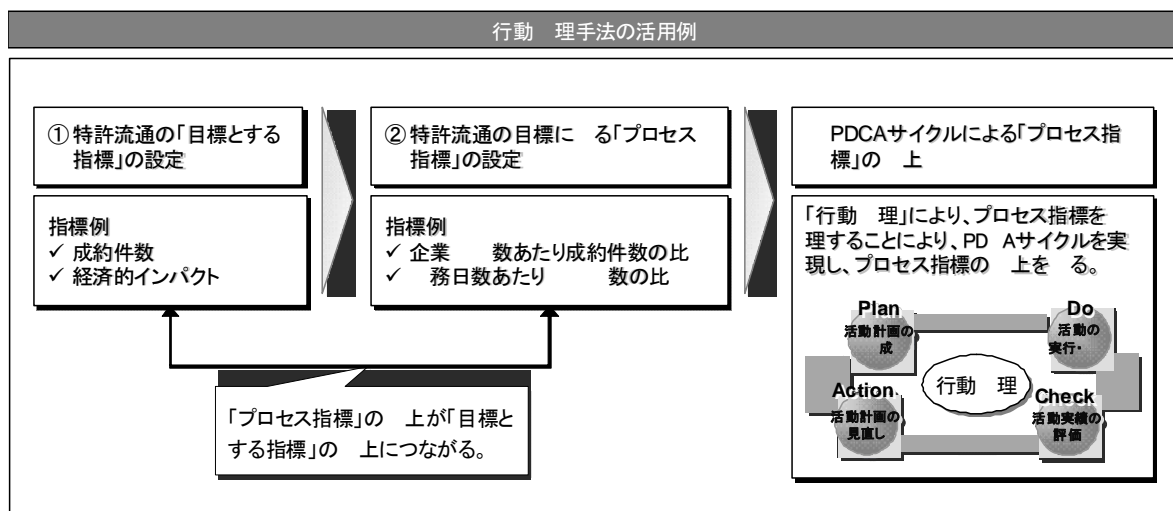 行動　理手法の活用例
① 特許流通の「目標とする
指標」の設定
② 特許流通の目標に　る「プロセス
指標」の設定
PDCAサイクルによる「プロセス指
標」の　上
指標例
✓ 成約件数
✓ 経済的インパクト
指標例
✓ 企業　　数あたり成約件数の比
✓ 　務日数あたり　　　数の比
「行動　理」により、プロセス指標を
理することにより、PD　Aサイクルを実
現し、プロセス指標の　上を　る。
Plan
活動計画の
成
Do
活動の
実行・
行動　理
Action
活動計画の
見直し
Check
活動実績の
評価
「プロセス指標」の　上が「目標と
する指標」の　上につながる。